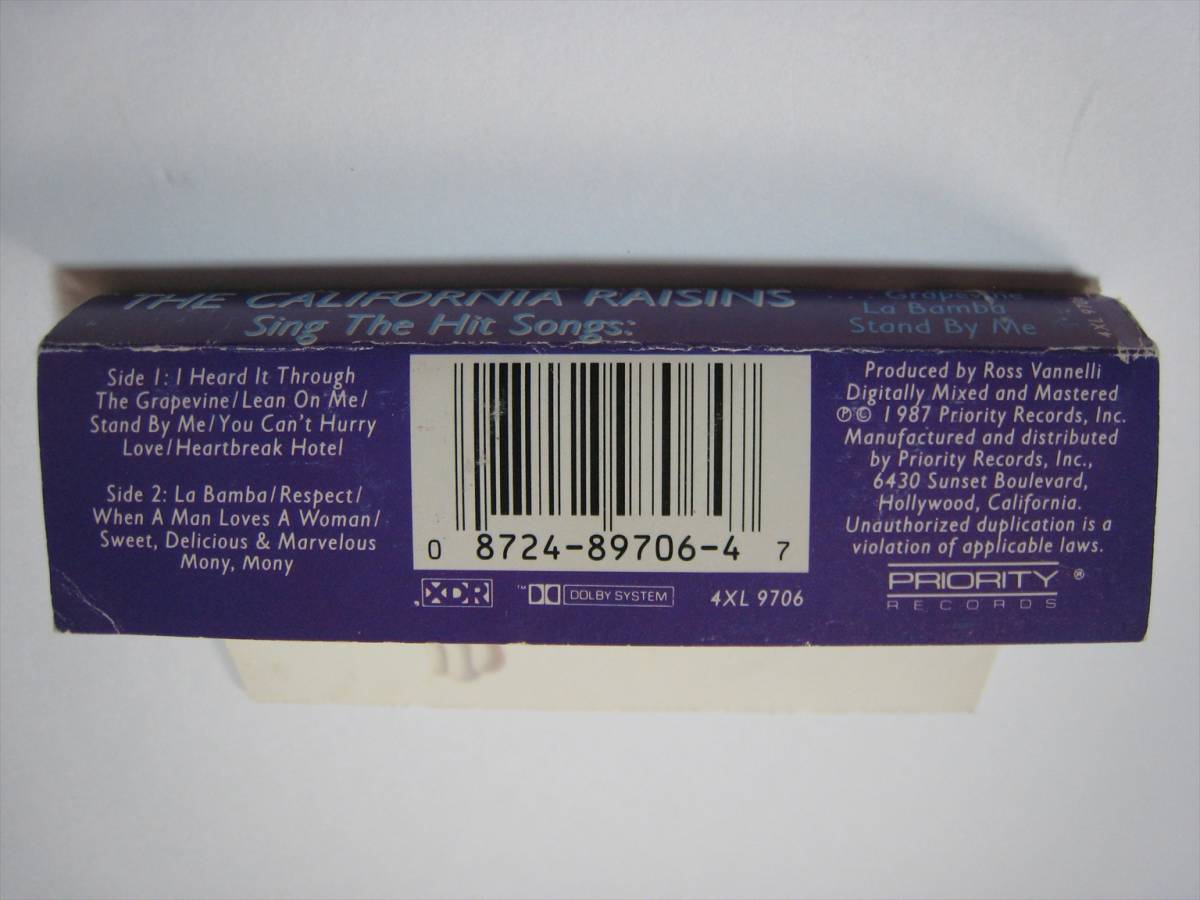 THE CALIFORNIA RAISINS
Sing The Hit Songs:
. . . Grapevine
La Bamba
Stand By Me
4XL 9706
Side 1: I Heard It Through
The Grapevine/Lean On Me/
Stand By Me/You Can't Hurry
Love/Heartbreak Hotel
Side 2: La Bamba/Respect/
When A Man Loves A Woman/
Sweet, Delicious & Marvelous
Mony, Mony
0 8724-89706-4 7
XDR
™ DOLBY SYSTEM
4XL 9706
Produced by Ross Vannelli
Digitally Mixed and Mastered
℗© 1987 Priority Records, Inc.
Manufactured and distributed
by Priority Records, Inc.,
6430 Sunset Boulevard,
Hollywood, California.
Unauthorized duplication is a
violation of applicable laws.
PRIORITY ®
RECORDS